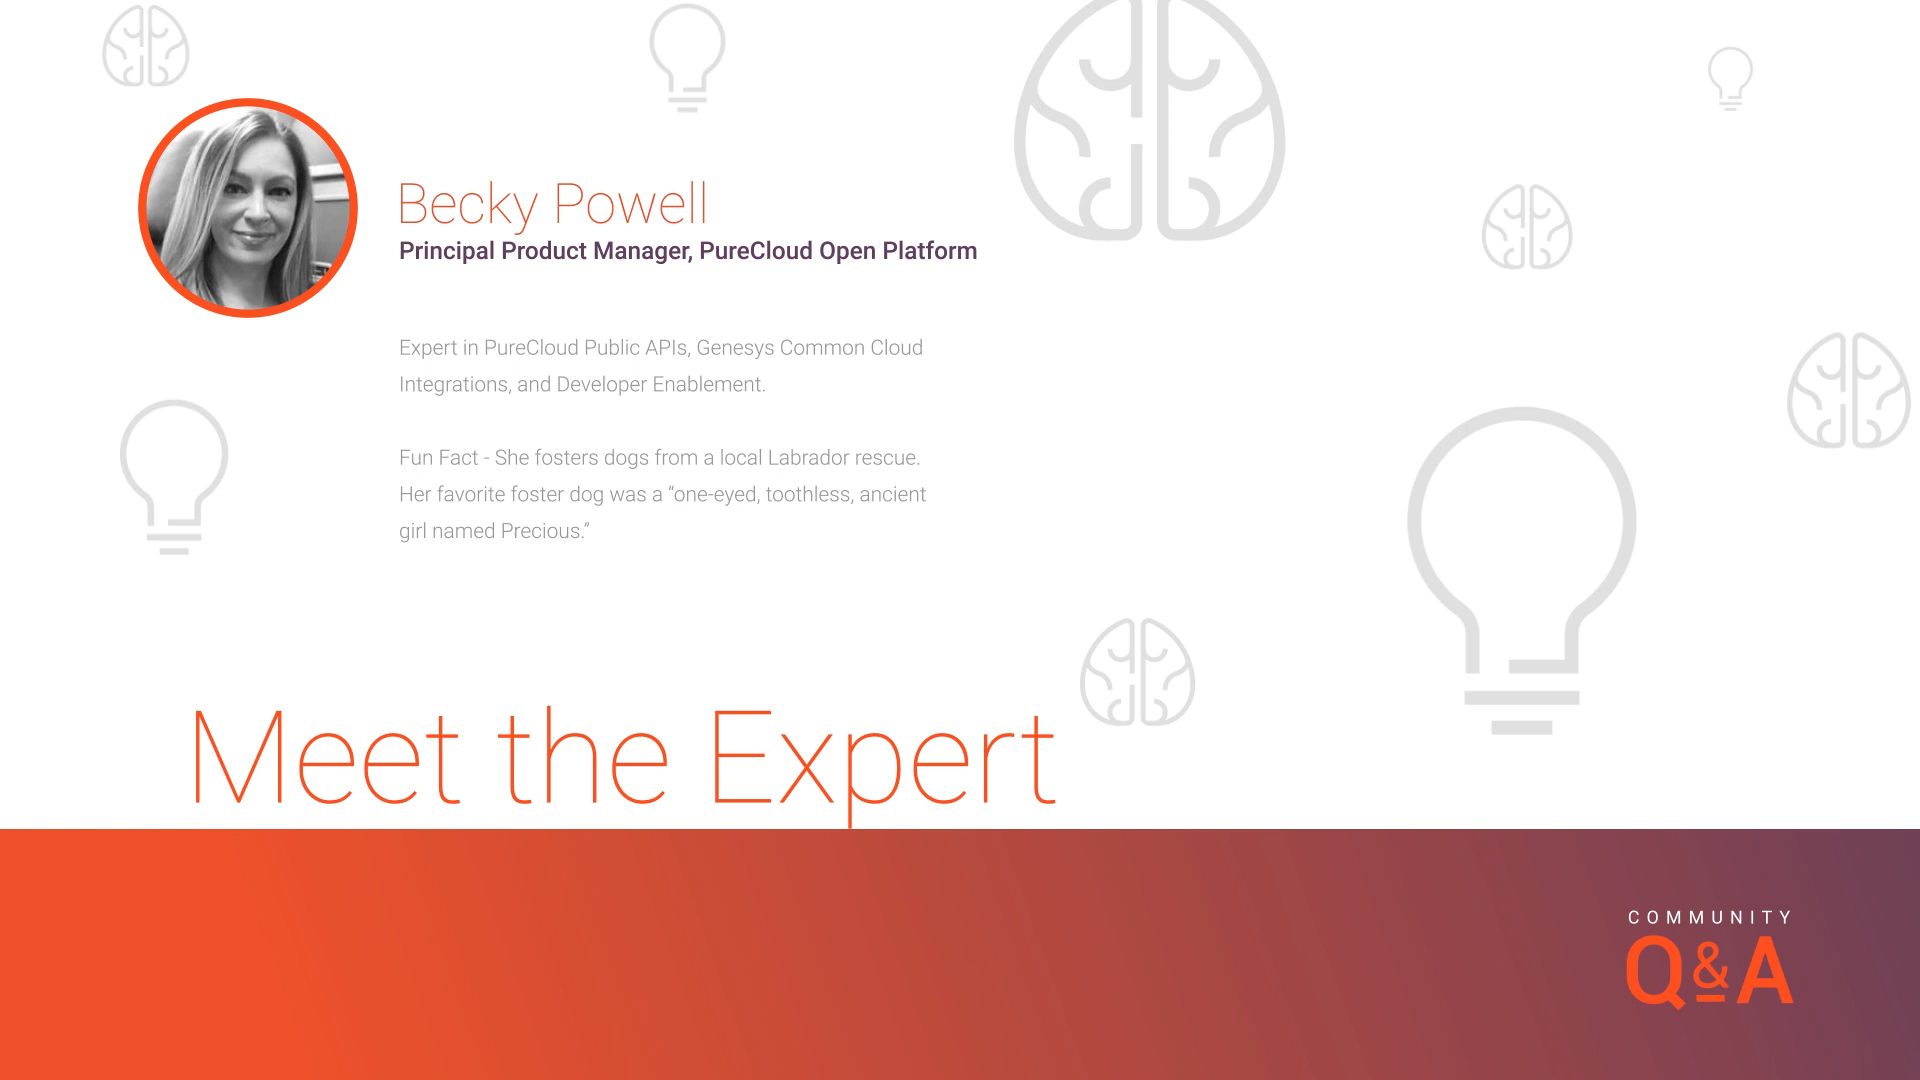 Becky Powell
Principal Product Manager, PureCloud Open Platform
Expert in PureCloud Public APIs, Genesys Common Cloud
Integrations, and Developer Enablement.
Fun Fact - She fosters dogs from a local Labrador rescue.
Her favorite foster dog was a “one-eyed, toothless, ancient
girl named Precious.”
Meet the Expert
COMMUNITY
Q&A